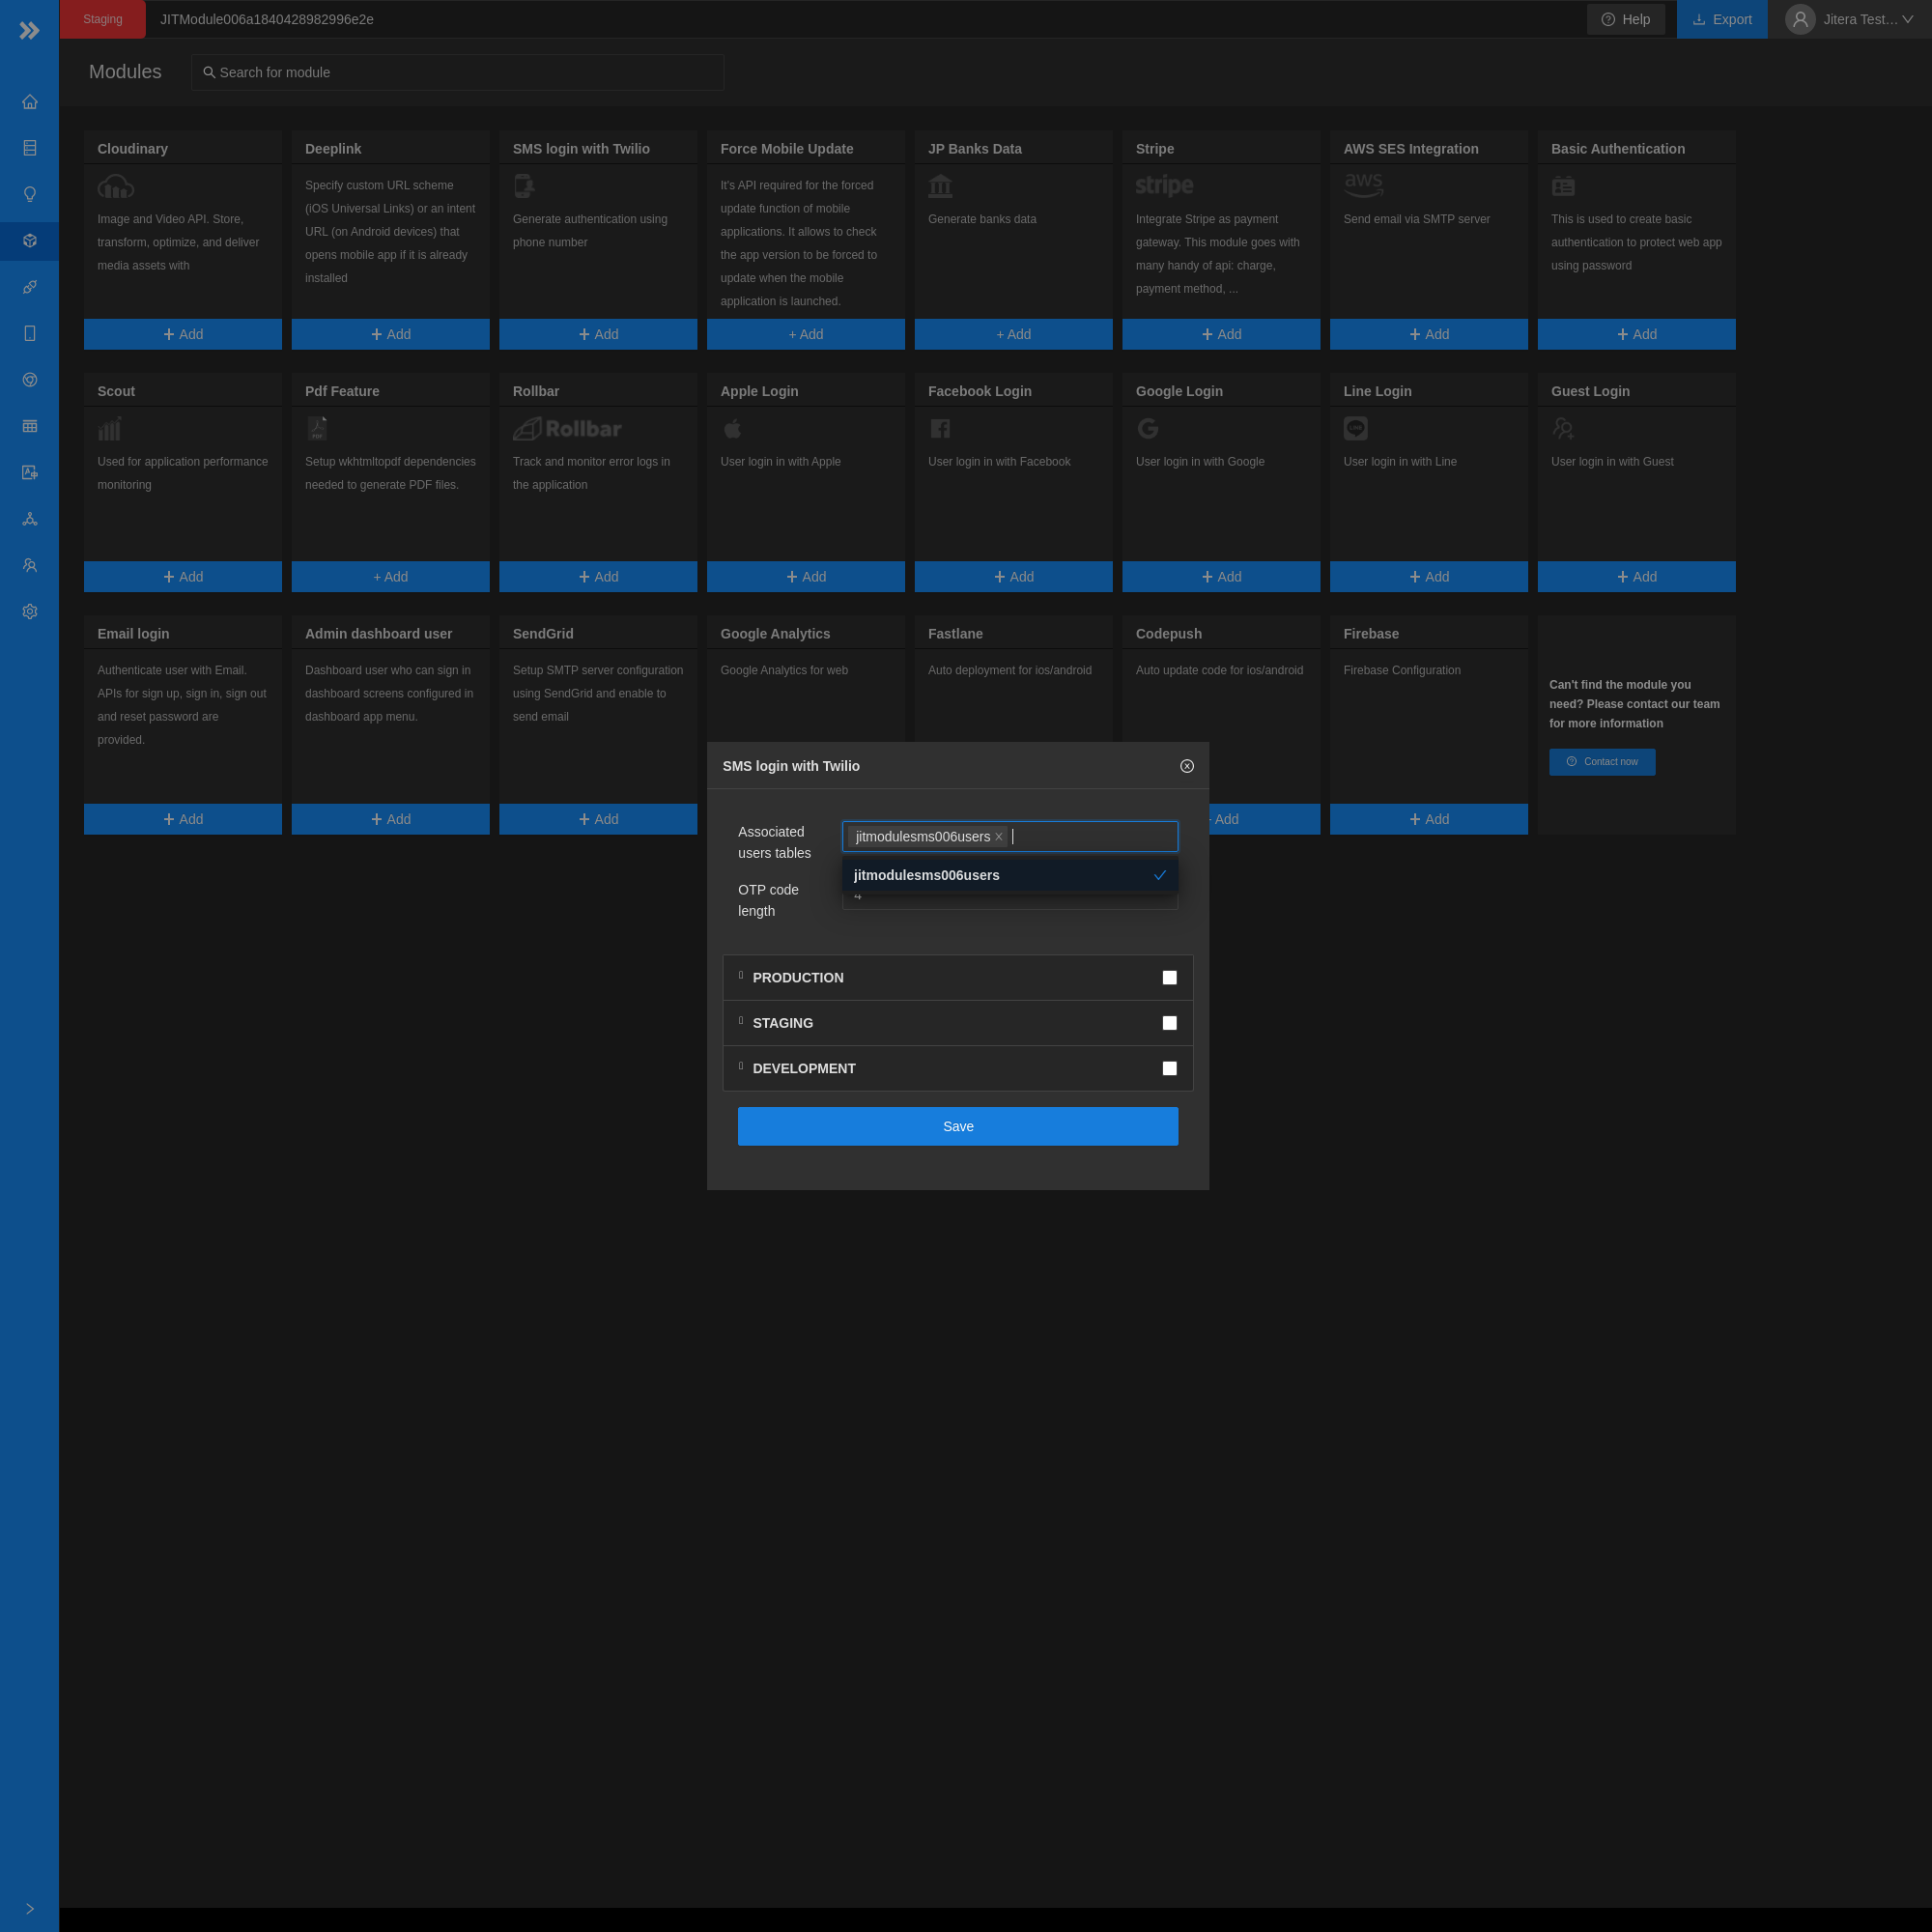 Staging
JITModule006a1840428982996e2e
Help
Export
Jitera Test…
Modules
Search for module
Cloudinary
Image and Video API. Store,
transform, optimize, and deliver
media assets with
+ Add
Deeplink
Specify custom URL scheme
(iOS Universal Links) or an intent
URL (on Android devices) that
opens mobile app if it is already
installed
+ Add
SMS login with Twilio
Generate authentication using
phone number
+ Add
Force Mobile Update
It's API required for the forced
update function of mobile
applications. It allows to check
the app version to be forced to
update when the mobile
application is launched.
+ Add
JP Banks Data
Generate banks data
+ Add
Stripe
stripe
Integrate Stripe as payment
gateway. This module goes with
many handy of api: charge,
payment method, ...
+ Add
AWS SES Integration
aws
Send email via SMTP server
+ Add
Basic Authentication
This is used to create basic
authentication to protect web app
using password
+ Add
Scout
Used for application performance
monitoring
+ Add
Pdf Feature
PDF
Setup wkhtmltopdf dependencies
needed to generate PDF files.
+ Add
Rollbar
Rollbar
Track and monitor error logs in
the application
+ Add
Apple Login
User login in with Apple
+ Add
Facebook Login
User login in with Facebook
+ Add
Google Login
User login in with Google
+ Add
Line Login
LINE
User login in with Line
+ Add
Guest Login
User login in with Guest
+ Add
Email login
Authenticate user with Email.
APIs for sign up, sign in, sign out
and reset password are
provided.
+ Add
Admin dashboard user
Dashboard user who can sign in
dashboard screens configured in
dashboard app menu.
+ Add
SendGrid
Setup SMTP server configuration
using SendGrid and enable to
send email
+ Add
Google Analytics
Google Analytics for web
Fastlane
Auto deployment for ios/android
Codepush
Auto update code for ios/android
Add
Firebase
Firebase Configuration
+ Add
Can't find the module you
need? Please contact our team
for more information
Contact now
SMS login with Twilio
Associated
users tables
jitmodulesms006users
jitmodulesms006users
OTP code
length
4
PRODUCTION
STAGING
DEVELOPMENT
Save